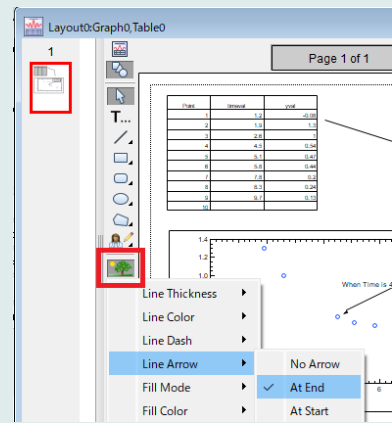 Layout0:Graph0,Table0
1
Page 1 of 1
T...
Point timeval yval
1 1.2 -0.08
2 1.9 1.3
3 2.8 1
4 4.5 0.54
5 5.1 0.47
6 5.8 0.44
7 7.8 0.2
8 8.3 0.24
9 9.7 0.13
10
1.4
1.2
1.0
When Time is 4
6
Line Thickness
Line Color
Line Dash
Line Arrow
Fill Mode
Fill Color
No Arrow
At End
At Start